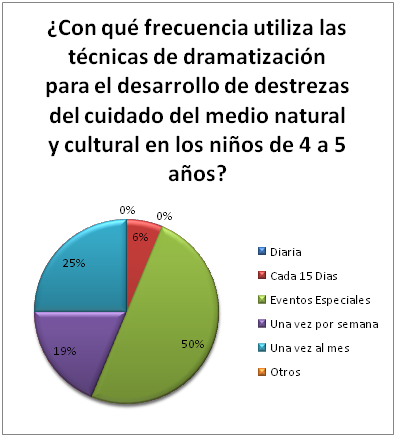 ¿Con qué frecuencia utiliza las
técnicas de dramatización
para el desarrollo de destrezas
del cuidado del medio natural
y cultural en los niños de 4 a 5
años?
0%
6%
0%
25%
19%
50%
Diaria
Cada 15 Dias
Eventos Especiales
Una vez por semana
Una vez al mes
Otros